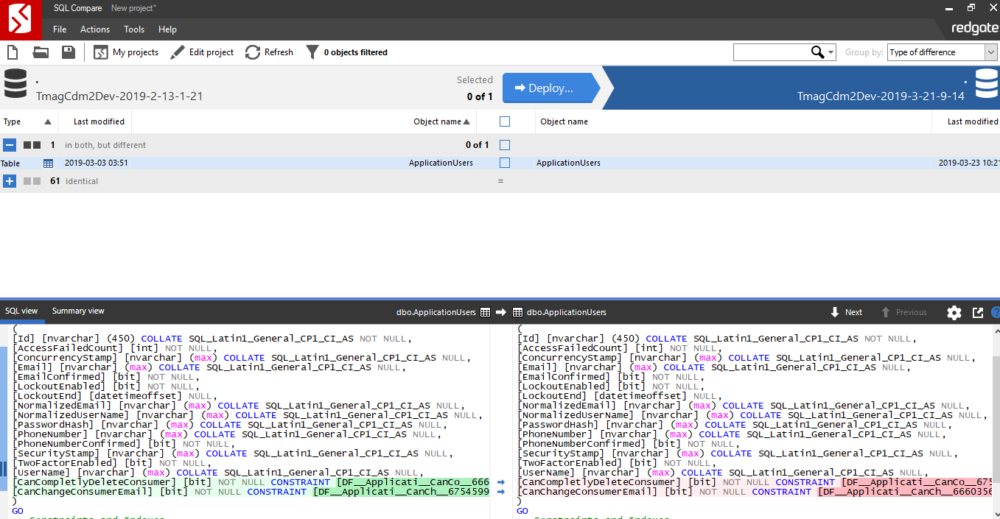 SQL Compare New project*
File Actions Tools Help
redgate
My projects Edit project Refresh 0 objects filtered Group by: Type of difference
.
TmagCdm2Dev-2019-2-13-1-21
Selected
0 of 1
Deploy...
.
TmagCdm2Dev-2019-3-21-9-14
Type Last modified Object name Object name Last modified
1 in both, but different 0 of 1
Table 2019-03-03 03:51 ApplicationUsers ApplicationUsers 2019-03-23 10:21
61 identical =
SQL view Summary view dbo.ApplicationUsers dbo.ApplicationUsers Next Previous ?
(
[Id] [nvarchar] (450) COLLATE SQL_Latin1_General_CP1_CI_AS NOT NULL,
[AccessFailedCount] [int] NOT NULL,
[ConcurrencyStamp] [nvarchar] (max) COLLATE SQL_Latin1_General_CP1_CI_AS NULL,
[Email] [nvarchar] (max) COLLATE SQL_Latin1_General_CP1_CI_AS NULL,
[EmailConfirmed] [bit] NOT NULL,
[LockoutEnabled] [bit] NOT NULL,
[LockoutEnd] [datetimeoffset] NULL,
[NormalizedEmail] [nvarchar] (max) COLLATE SQL_Latin1_General_CP1_CI_AS NULL,
[NormalizedUserName] [nvarchar] (max) COLLATE SQL_Latin1_General_CP1_CI_AS NULL,
[PasswordHash] [nvarchar] (max) COLLATE SQL_Latin1_General_CP1_CI_AS NULL,
[PhoneNumber] [nvarchar] (max) COLLATE SQL_Latin1_General_CP1_CI_AS NULL,
[PhoneNumberConfirmed] [bit] NOT NULL,
[SecurityStamp] [nvarchar] (max) COLLATE SQL_Latin1_General_CP1_CI_AS NULL,
[TwoFactorEnabled] [bit] NOT NULL,
[UserName] [nvarchar] (max) COLLATE SQL_Latin1_General_CP1_CI_AS NULL,
[CanCompletlyDeleteConsumer] [bit] NOT NULL CONSTRAINT [DF__Applicati__CanCo__666
[CanChangeConsumerEmail] [bit] NOT NULL CONSTRAINT [DF__Applicati__CanCh__6754599
)
GO
Constraints and Indexes
(
[Id] [nvarchar] (450) COLLATE SQL_Latin1_General_CP1_CI_AS NOT NULL,
[AccessFailedCount] [int] NOT NULL,
[ConcurrencyStamp] [nvarchar] (max) COLLATE SQL_Latin1_General_CP1_CI_AS NULL,
[Email] [nvarchar] (max) COLLATE SQL_Latin1_General_CP1_CI_AS NULL,
[EmailConfirmed] [bit] NOT NULL,
[LockoutEnabled] [bit] NOT NULL,
[LockoutEnd] [datetimeoffset] NULL,
[NormalizedEmail] [nvarchar] (max) COLLATE SQL_Latin1_General_CP1_CI_AS NULL,
[NormalizedUserName] [nvarchar] (max) COLLATE SQL_Latin1_General_CP1_CI_AS NULL,
[PasswordHash] [nvarchar] (max) COLLATE SQL_Latin1_General_CP1_CI_AS NULL,
[PhoneNumber] [nvarchar] (max) COLLATE SQL_Latin1_General_CP1_CI_AS NULL,
[PhoneNumberConfirmed] [bit] NOT NULL,
[SecurityStamp] [nvarchar] (max) COLLATE SQL_Latin1_General_CP1_CI_AS NULL,
[TwoFactorEnabled] [bit] NOT NULL,
[UserName] [nvarchar] (max) COLLATE SQL_Latin1_General_CP1_CI_AS NULL,
[CanCompletlyDeleteConsumer] [bit] NOT NULL CONSTRAINT [DF__Applicati__CanCo__675
[CanChangeConsumerEmail] [bit] NOT NULL CONSTRAINT [DF__Applicati__CanCh__6660356
)
GO
Constraints and Indexes